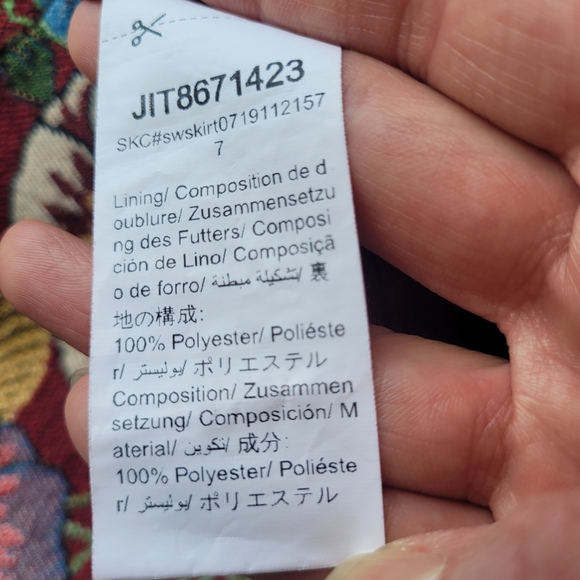 JIT8671423
SKC#swskirt0719112157
7
Lining/ Composition de d
oublure/ Zusammensetzu
ng des Futters/ Composi
ción de Lino/ Composiçã
o de forro/ تشكيلة مبطنة/ 裏
地の構成:
100% Polyester/ Poliéste
r/ بوليستر/ ポリエステル
Composition/ Zusammen
setzung/ Composición/ M
aterial/ تكوين/ 成分:
100% Polyester/ Poliéste
r/ بوليستر/ ポリエステル